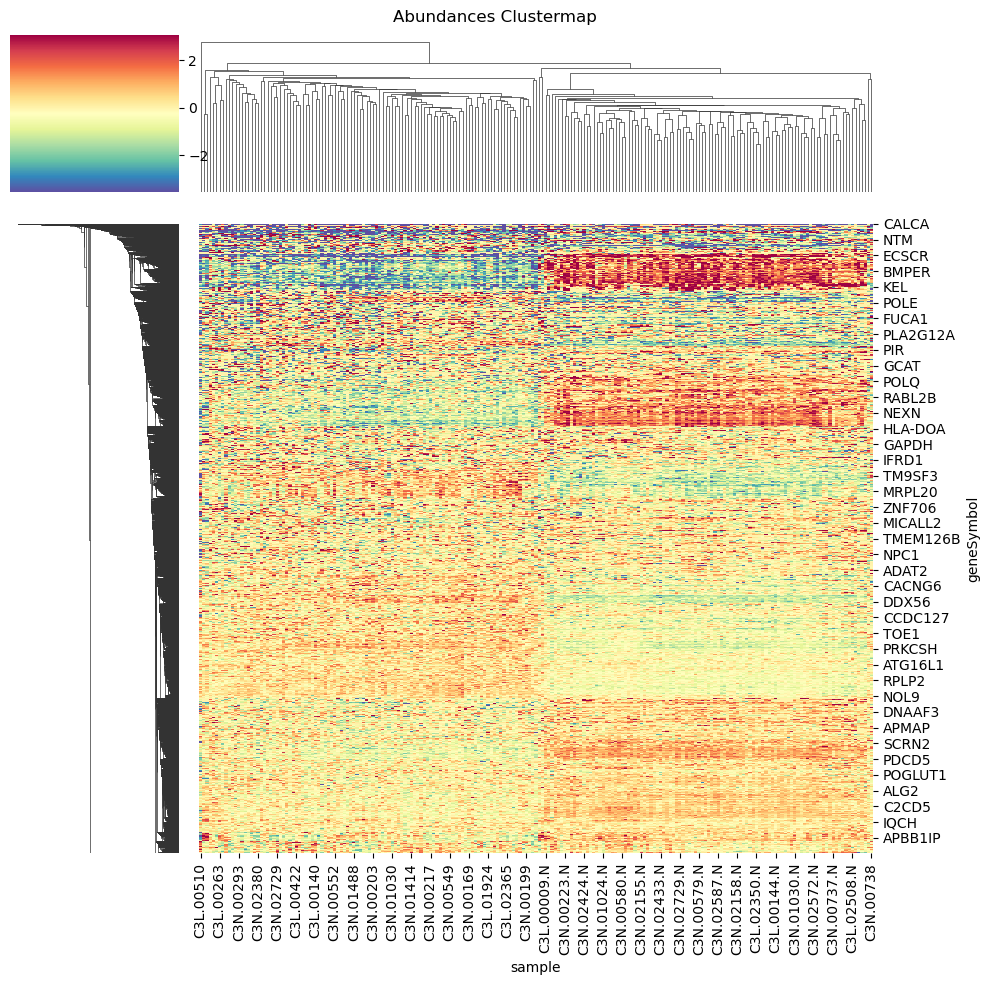 Abundances Clustermap
2
0
−2
CALCA
NTM
ECSCR
BMPER
KEL
POLE
FUCA1
PLA2G12A
PIR
GCAT
POLQ
RABL2B
NEXN
HLA-DOA
GAPDH
IFRD1
TM9SF3
MRPL20
ZNF706
MICALL2
TMEM126B
NPC1
ADAT2
CACNG6
DDX56
CCDC127
TOE1
PRKCSH
ATG16L1
RPLP2
NOL9
DNAAF3
APMAP
SCRN2
PDCD5
POGLUT1
ALG2
C2CD5
IQCH
APBB1IP
geneSymbol
C3L.00510
C3L.00263
C3N.00293
C3N.02380
C3N.02729
C3L.00422
C3L.00140
C3N.00552
C3N.01488
C3N.00203
C3N.01030
C3N.01414
C3N.00217
C3N.00549
C3N.00169
C3L.01924
C3N.02365
C3N.00199
C3L.00009.N
C3N.00223.N
C3N.02424.N
C3N.01024.N
C3N.00580.N
C3N.02155.N
C3N.02433.N
C3N.02729.N
C3N.00579.N
C3N.02587.N
C3N.02158.N
C3L.02350.N
C3L.00144.N
C3N.01030.N
C3N.02572.N
C3N.00737.N
C3L.02508.N
C3N.00738
sample